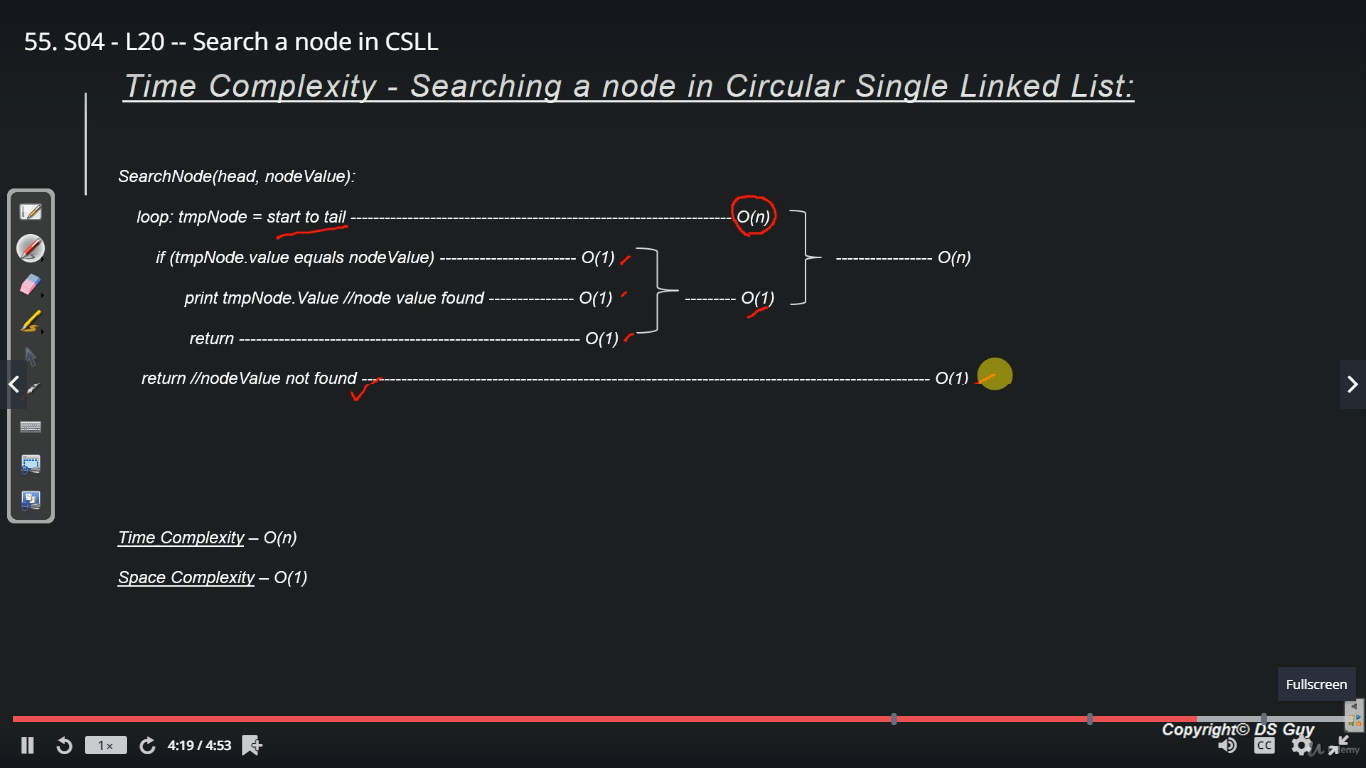 55. S04 - L20 -- Search a node in CSLL
Time Complexity - Searching a node in Circular Single Linked List:
SearchNode(head, nodeValue):
loop: tmpNode = start to tail ---------------------------------------------------------------------- O(n)
if (tmpNode.value equals nodeValue) ------------------------ O(1)
----------------- O(n)
print tmpNode.Value //node value found --------------- O(1)
--------- O(1)
return ------------------------------------------------------------ O(1)
return //nodeValue not found ---------------------------------------------------------------------------------------------------- O(1)
Time Complexity – O(n)
Space Complexity – O(1)
Fullscreen
Copyright© DS Guy
1x
4:19 / 4:53
CC